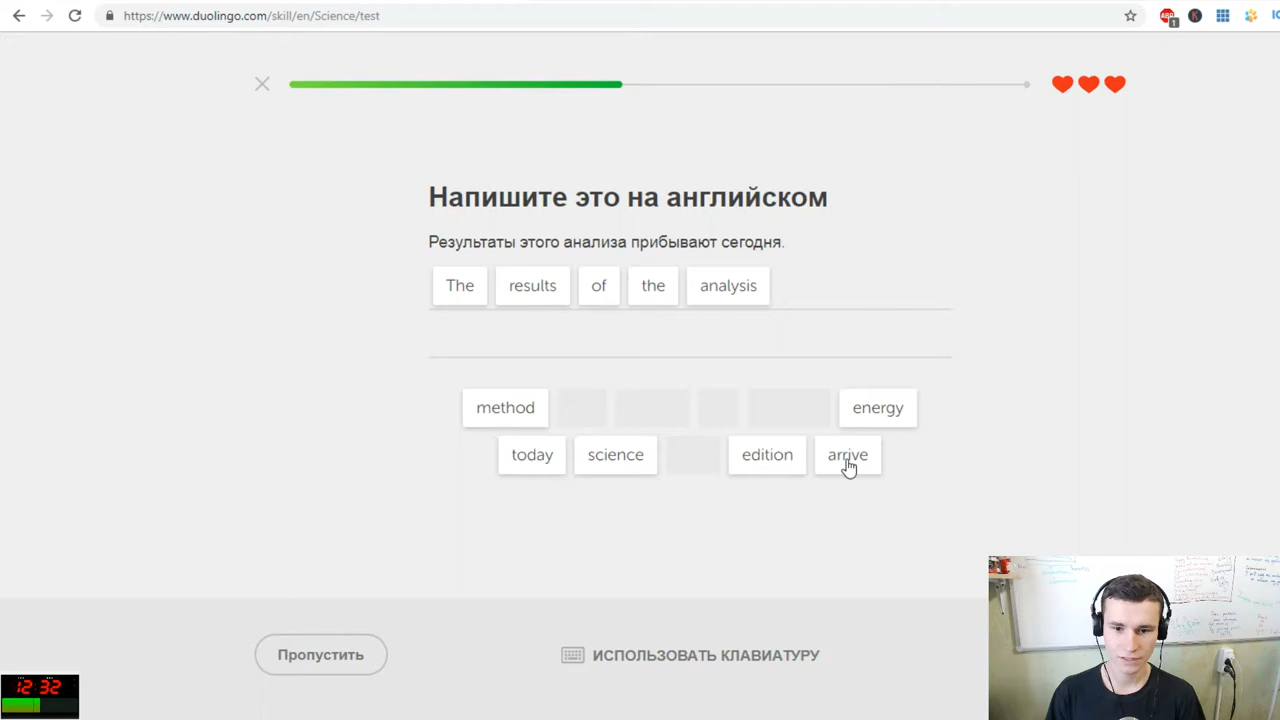 https://www.duolingo.com/skill/en/Science/test
Напишите это на английском
Результаты этого анализа прибывают сегодня.
The results of the analysis
method energy
today science edition arrive
Пропустить
ИСПОЛЬЗОВАТЬ КЛАВИАТУРУ
12:32